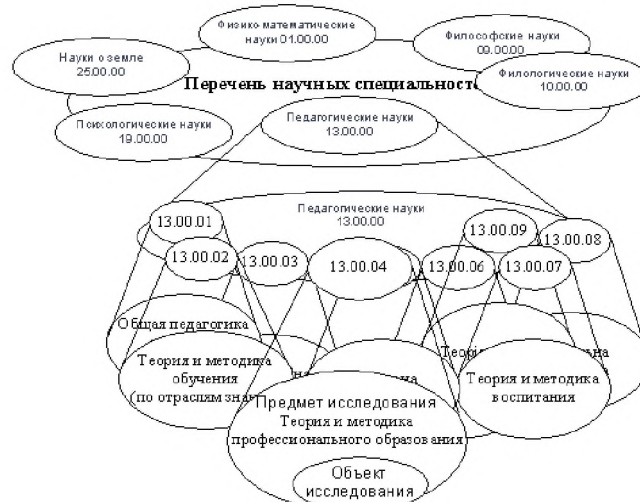 Физико-математические
науки 01.00.00
Философские науки
09.00.00
Науки о земле
25.00.00
Перечень научных специальност
Филологические науки
10.00.00
Психологические науки
19.00.00
Педагогические науки
13.00.00
Педагогические науки
13.00.00
13.00.01
13.00.09
13.00.08
13.00.02
13.00.03
13.00.04
13.00.06
13.00.07
Общая педагогика
Теория и методика
обучения
(по отраслям зна
Теория и методика
воспитания
Предмет исследования
Теория и методика
профессионального образования
Объект
исследования